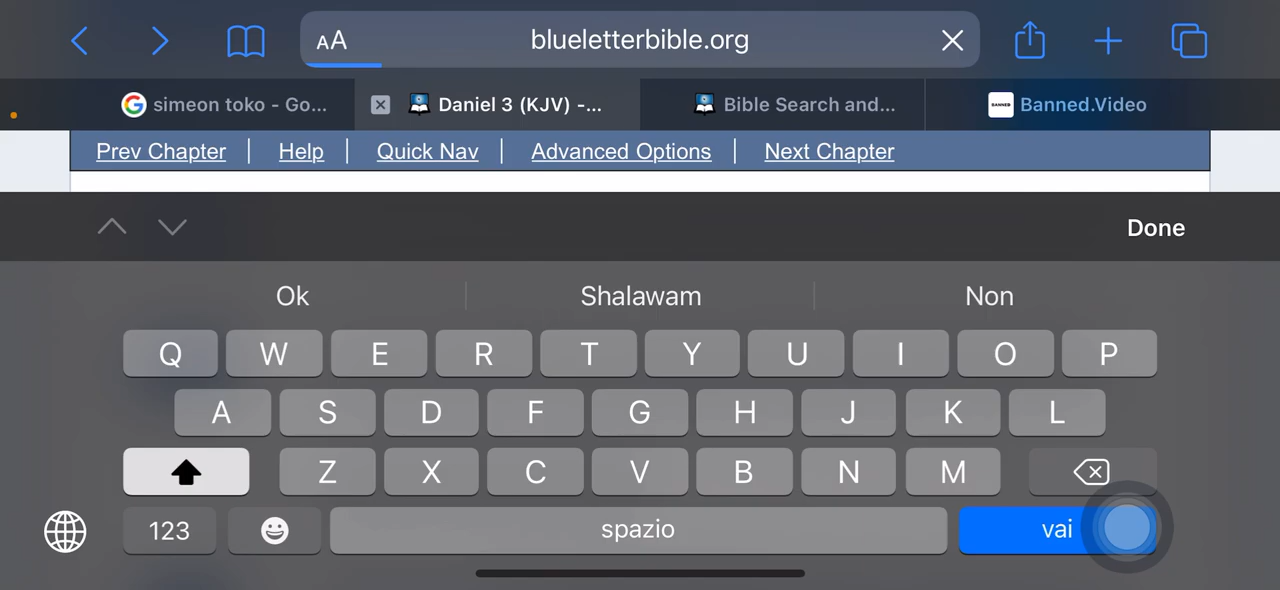 AA blueletterbible.org
simeon toko - Go... Daniel 3 (KJV) -... Bible Search and... BANNED Banned.Video
Prev Chapter | Help | Quick Nav | Advanced Options | Next Chapter
Done
Ok Shalawam Non
Q W E R T Y U I O P
A S D F G H J K L
Z X C V B N M
123 spazio vai